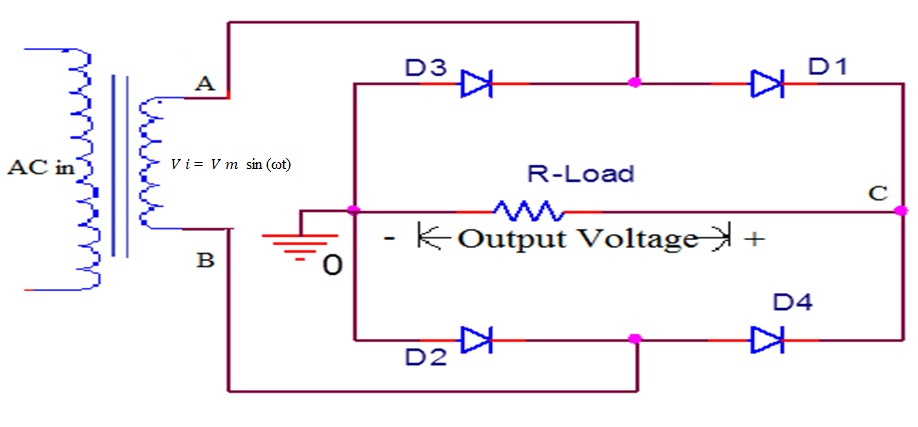 D3
D1
A
AC in
V i = V m sin (ωt)
R-Load
C
- Output Voltage +
B
0
D4
D2